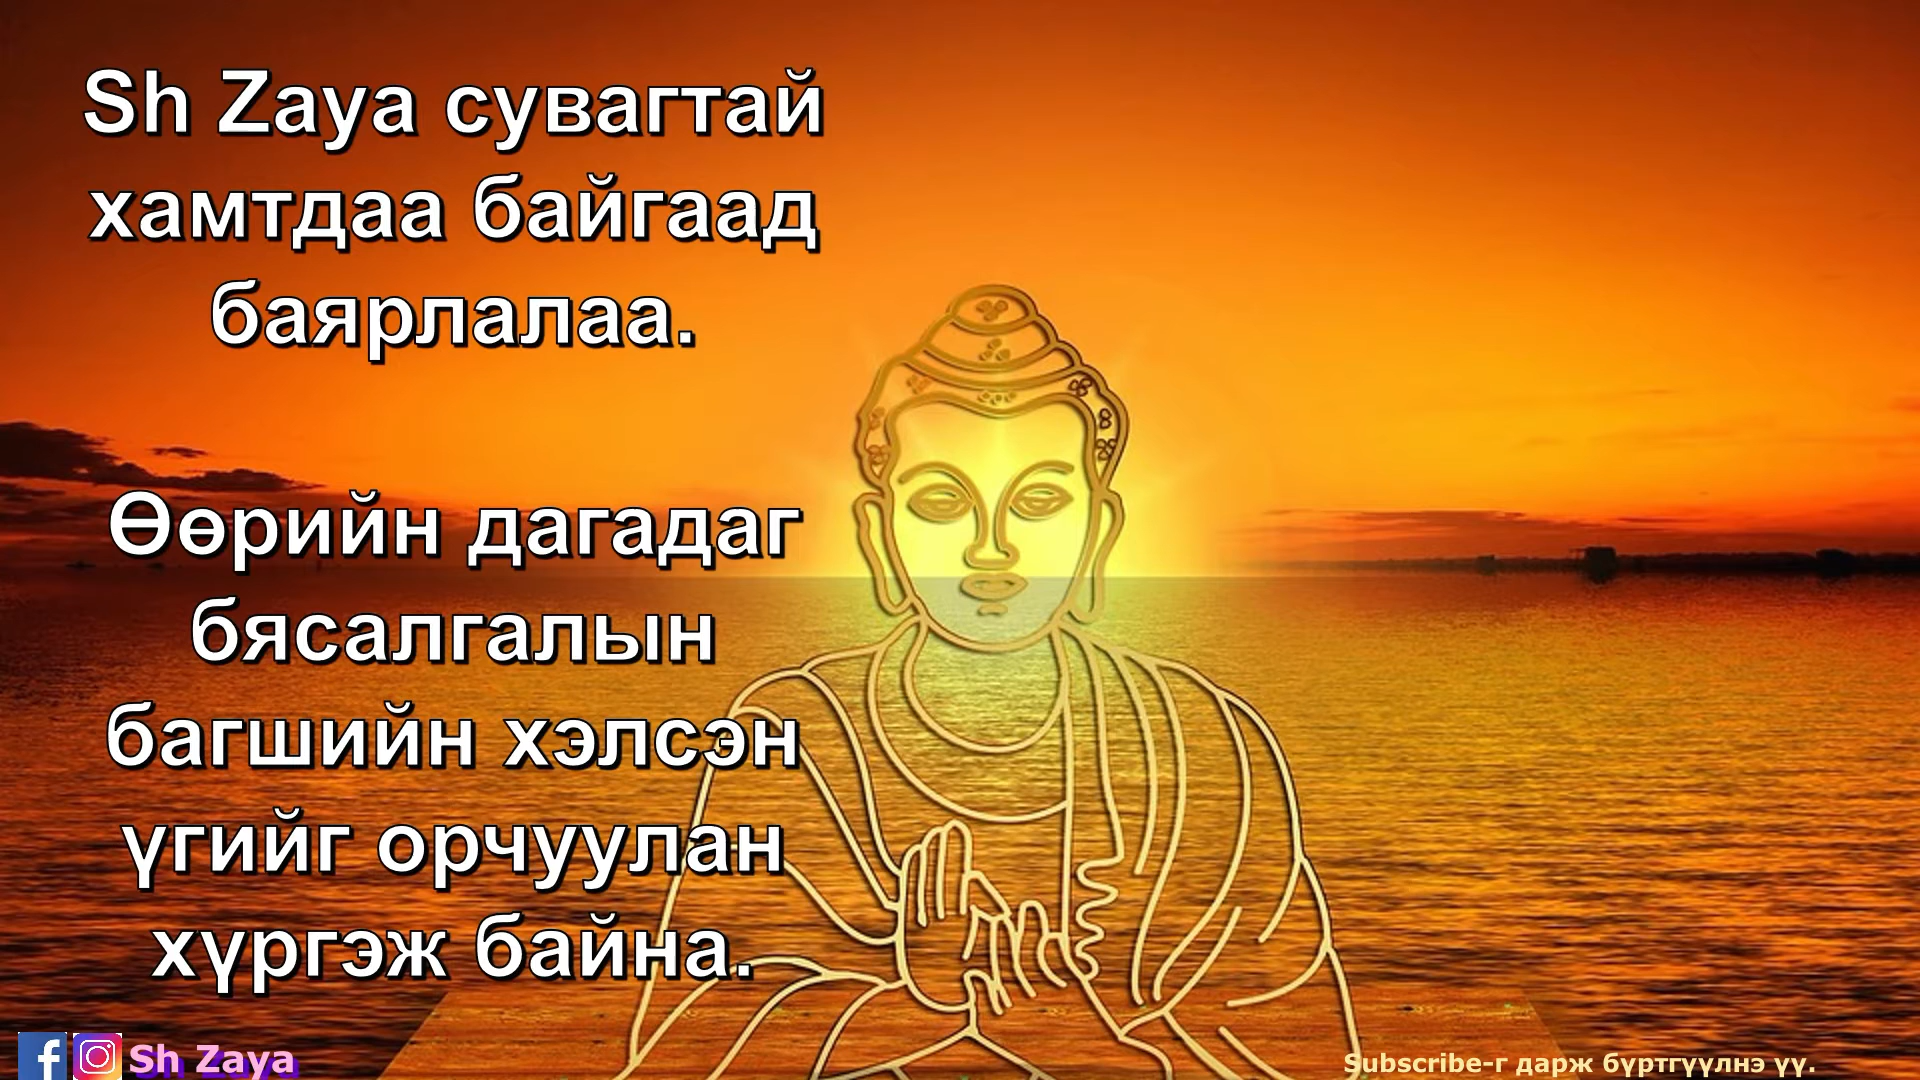 Sh Zaya сувагтай
хамтдаа байгаад
баярлалаа.
Өөрийн дагадаг
бясалгалын
багшийн хэлсэн
үгийг орчуулан
хүргэж байна.
Sh Zaya
Subscribe-г дарж бүртгүүлнэ үү.